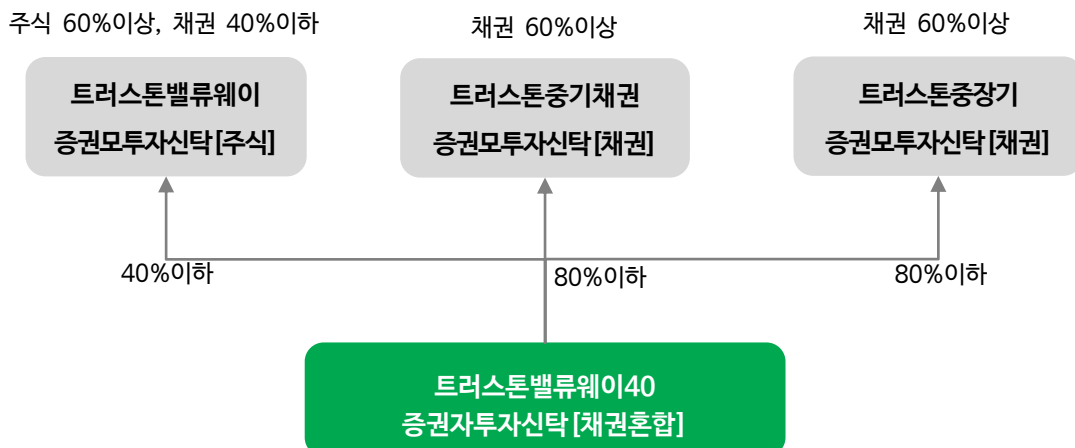 주식 60%이상, 채권 40%이하
채권 60%이상
채권 60%이상
트러스톤밸류웨이
증권모투자신탁[주식]
트러스톤중기채권
증권모투자신탁[채권]
트러스톤중장기
증권모투자신탁[채권]
40%이하
80%이하
80%이하
트러스톤밸류웨이40
증권자투자신탁[채권혼합]